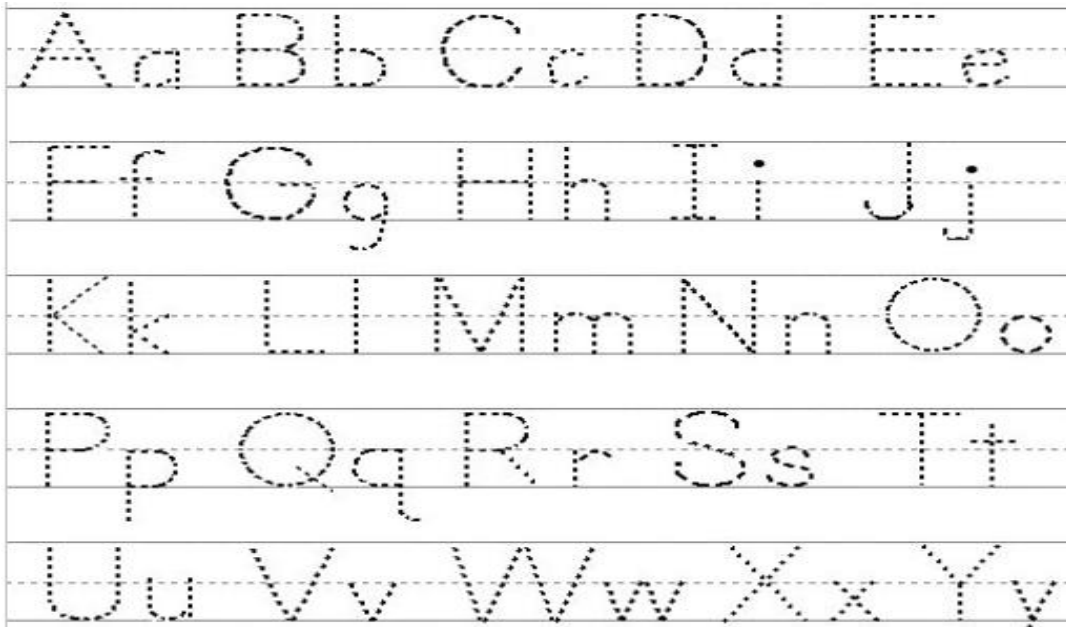 Aa Bb Cc Dd Ee
Ff Gg Hh Ii Jj
Kk Ll Mm Nn Oo
Pp Qq Rr Ss Tt
Uu Vv Ww Xx Yy